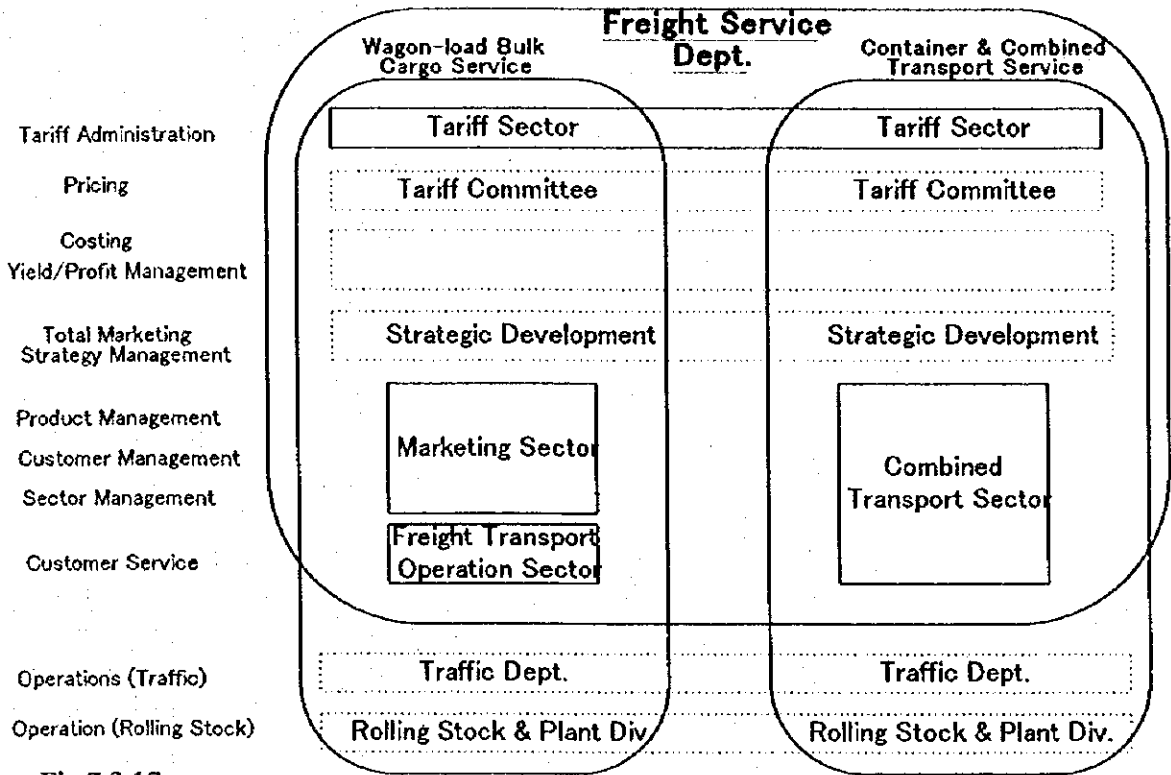 Freight Service
Dept.
Wagon-load Bulk
Cargo Service
Container & Combined
Transport Service
Tariff Administration
Tariff Sector
Tariff Sector
Pricing
Tariff Committee
Tariff Committee
Costing
Yield/Profit Management
Total Marketing
Strategy Management
Strategic Development
Strategic Development
Product Management
Customer Management
Sector Management
Marketing Sector
Combined
Transport Sector
Customer Service
Freight Transport
Operation Sector
Operations (Traffic)
Traffic Dept.
Traffic Dept.
Operation (Rolling Stock)
Rolling Stock & Plant Div.
Rolling Stock & Plant Div.